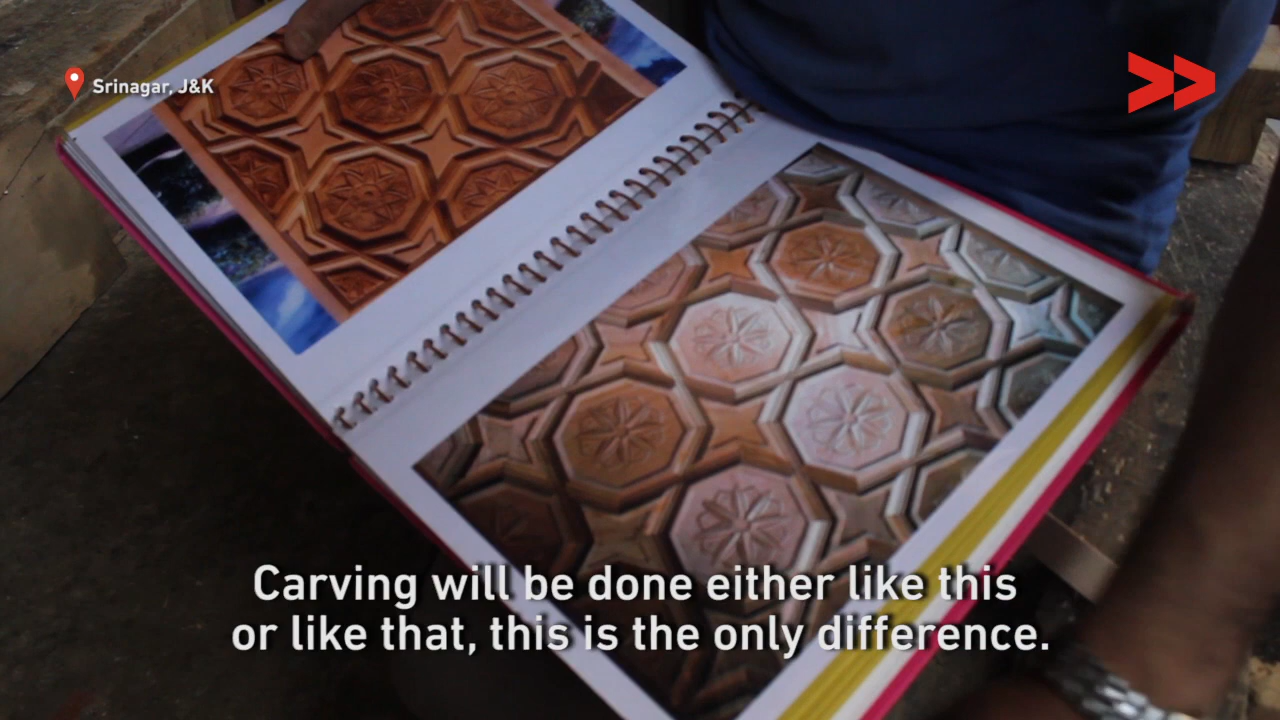 Srinagar, J&K
Carving will be done either like this
or like that, this is the only difference.